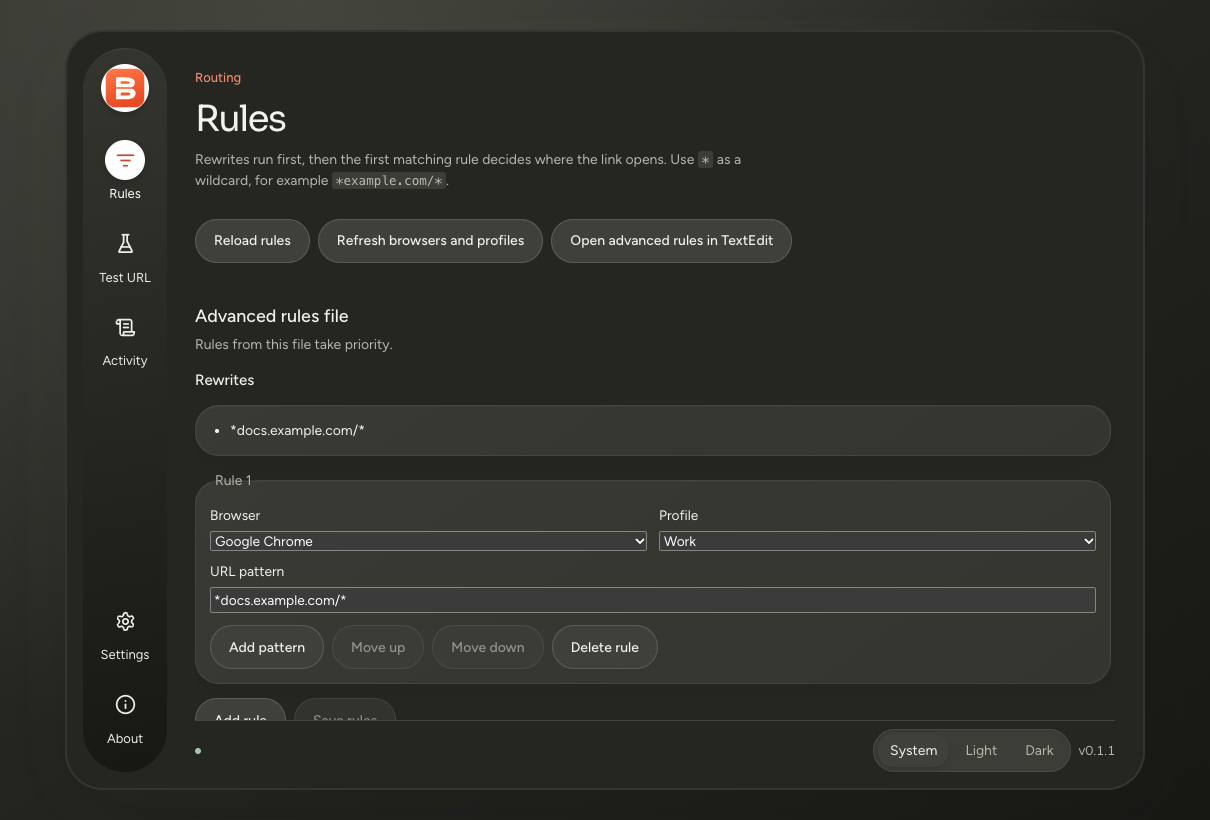 B
Rules
Test URL
Activity
Settings
About
Routing
Rules
Rewrites run first, then the first matching rule decides where the link opens. Use * as a
wildcard, for example *example.com/*.
Reload rules
Refresh browsers and profiles
Open advanced rules in TextEdit
Advanced rules file
Rules from this file take priority.
Rewrites
• *docs.example.com/*
Rule 1
Browser
Profile
Google Chrome
Work
URL pattern
*docs.example.com/*
Add pattern
Move up
Move down
Delete rule
Add rule
Save rules
System
Light
Dark
v0.1.1